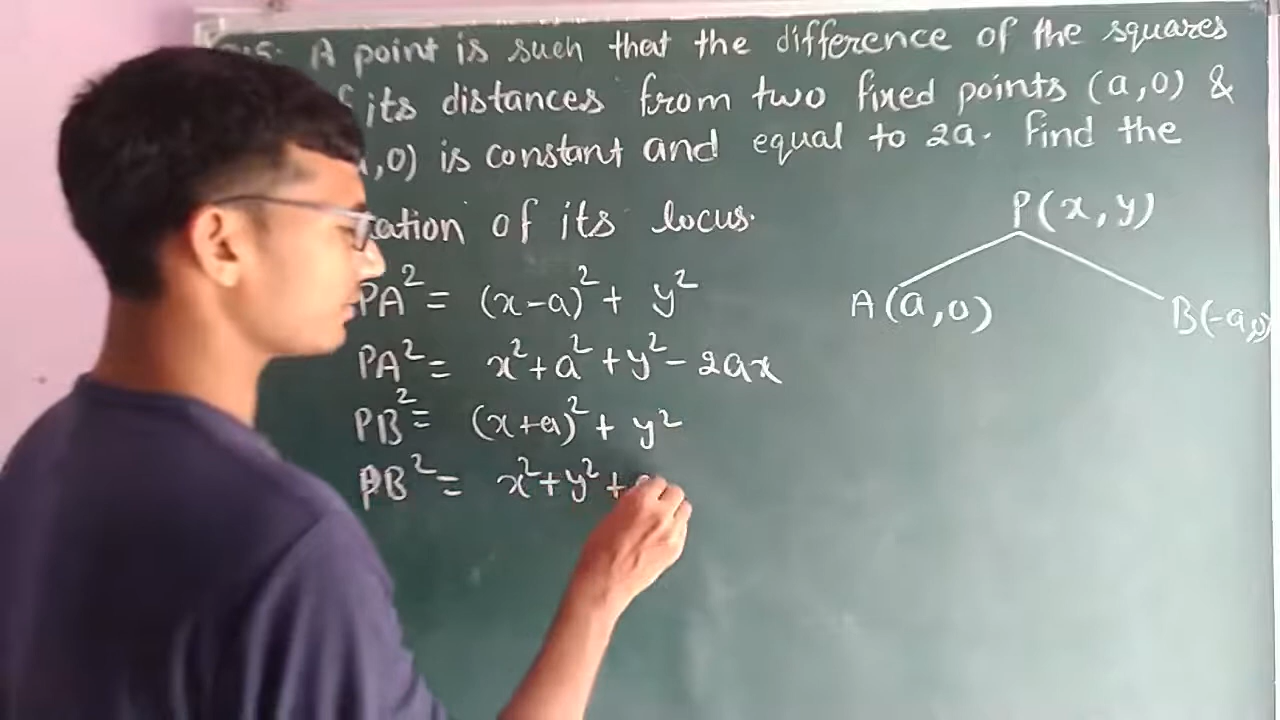 5. A point is such that the difference of the squares
its distances from two fixed points (a,0) &
,0) is constant and equal to 2a. Find the
ation of its locus.
P(x,y)
A(a,0)
B(-a,0)
PA² = (x-a)² + y²
PA² = x²+a²+y²-2ax
PB² = (x+a)² + y²
PB² = x²+y²+